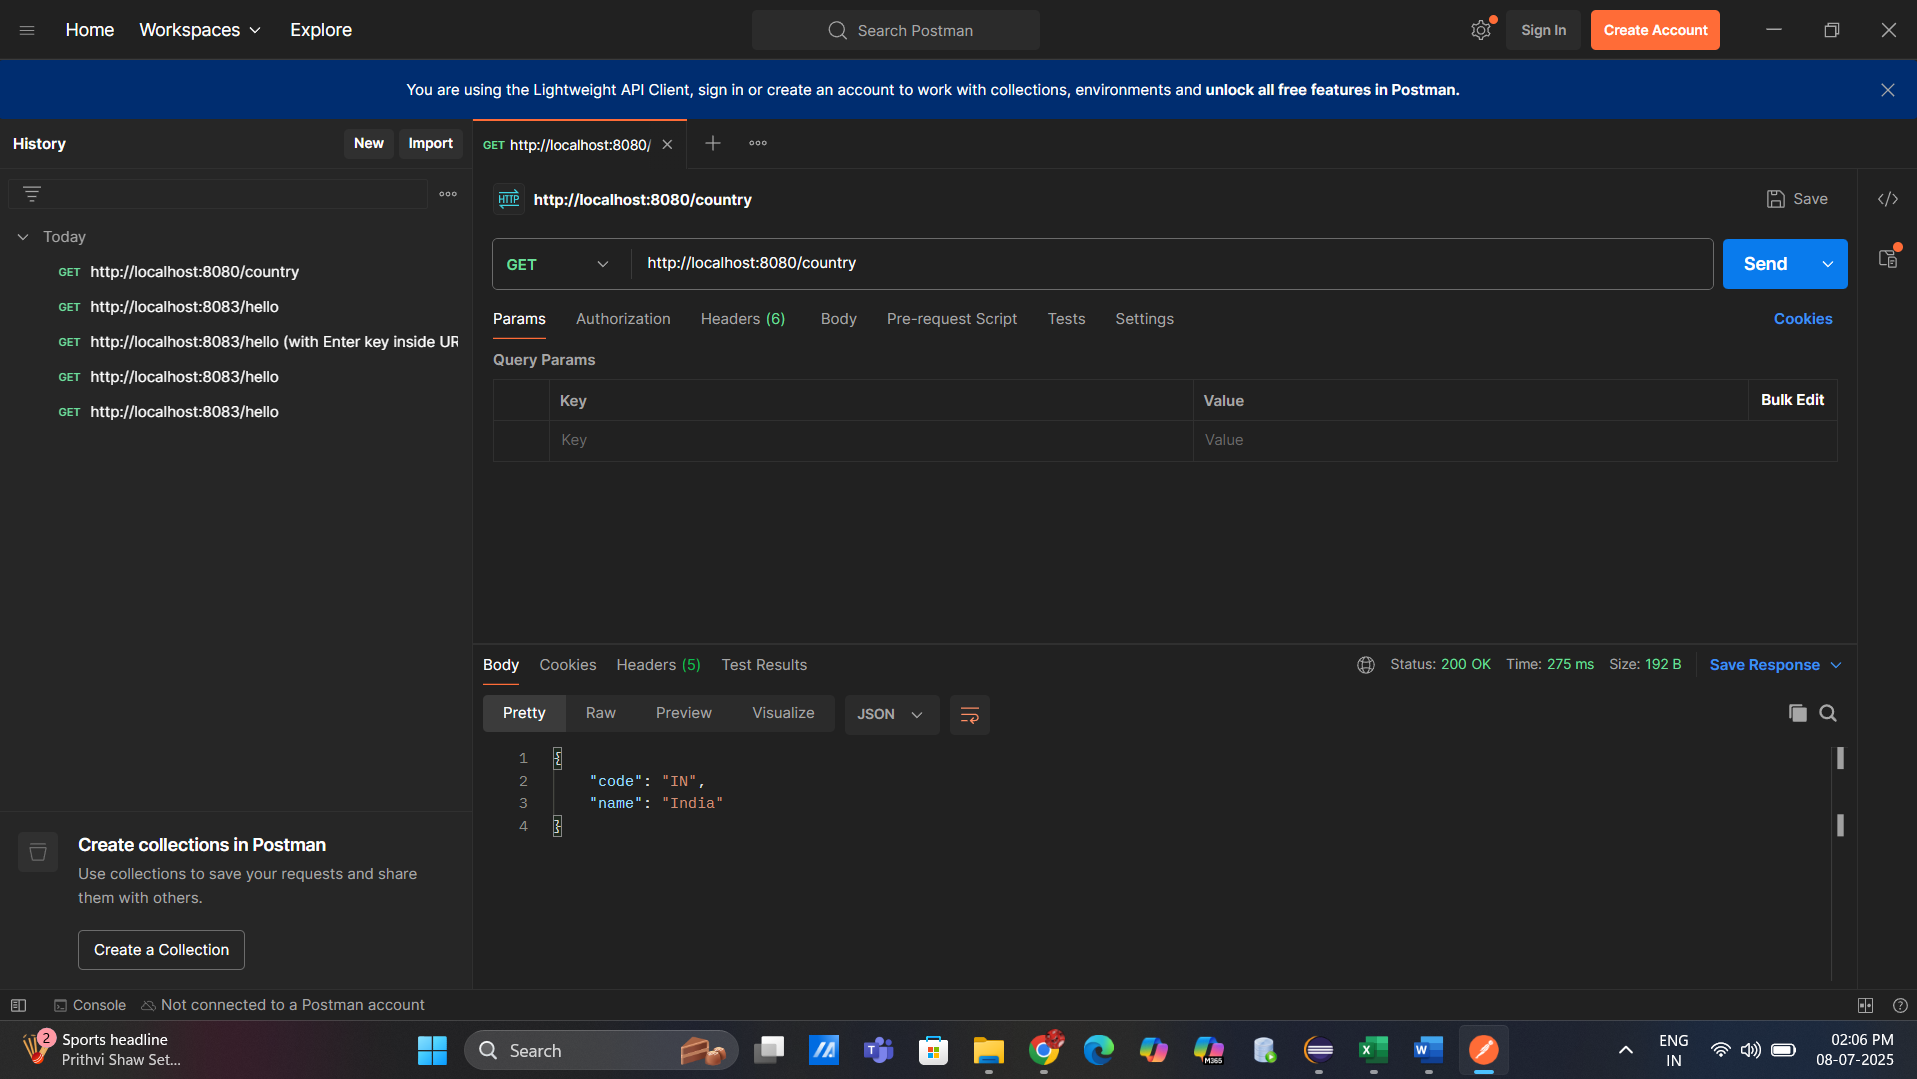 Home Workspaces Explore Search Postman Sign In Create Account
You are using the Lightweight API Client, sign in or create an account to work with collections, environments and unlock all free features in Postman.
History New Import
GET http://localhost:8080/
HTTP http://localhost:8080/country Save
Today
GET http://localhost:8080/country
GET http://localhost:8083/hello
GET http://localhost:8083/hello (with Enter key inside UR
GET http://localhost:8083/hello
GET http://localhost:8083/hello
GET http://localhost:8080/country Send
Params Authorization Headers (6) Body Pre-request Script Tests Settings Cookies
Query Params
Key Value Bulk Edit
Key Value
Body Cookies Headers (5) Test Results Status: 200 OK Time: 275 ms Size: 192 B Save Response
Pretty Raw Preview Visualize JSON
1 {
2 "code": "IN",
3 "name": "India"
4 }
Create collections in Postman
Use collections to save your requests and share
them with others.
Create a Collection
Console Not connected to a Postman account
2 Sports headline
Prithvi Shaw Set...
Search
M365
ENG
IN
02:06 PM
08-07-2025